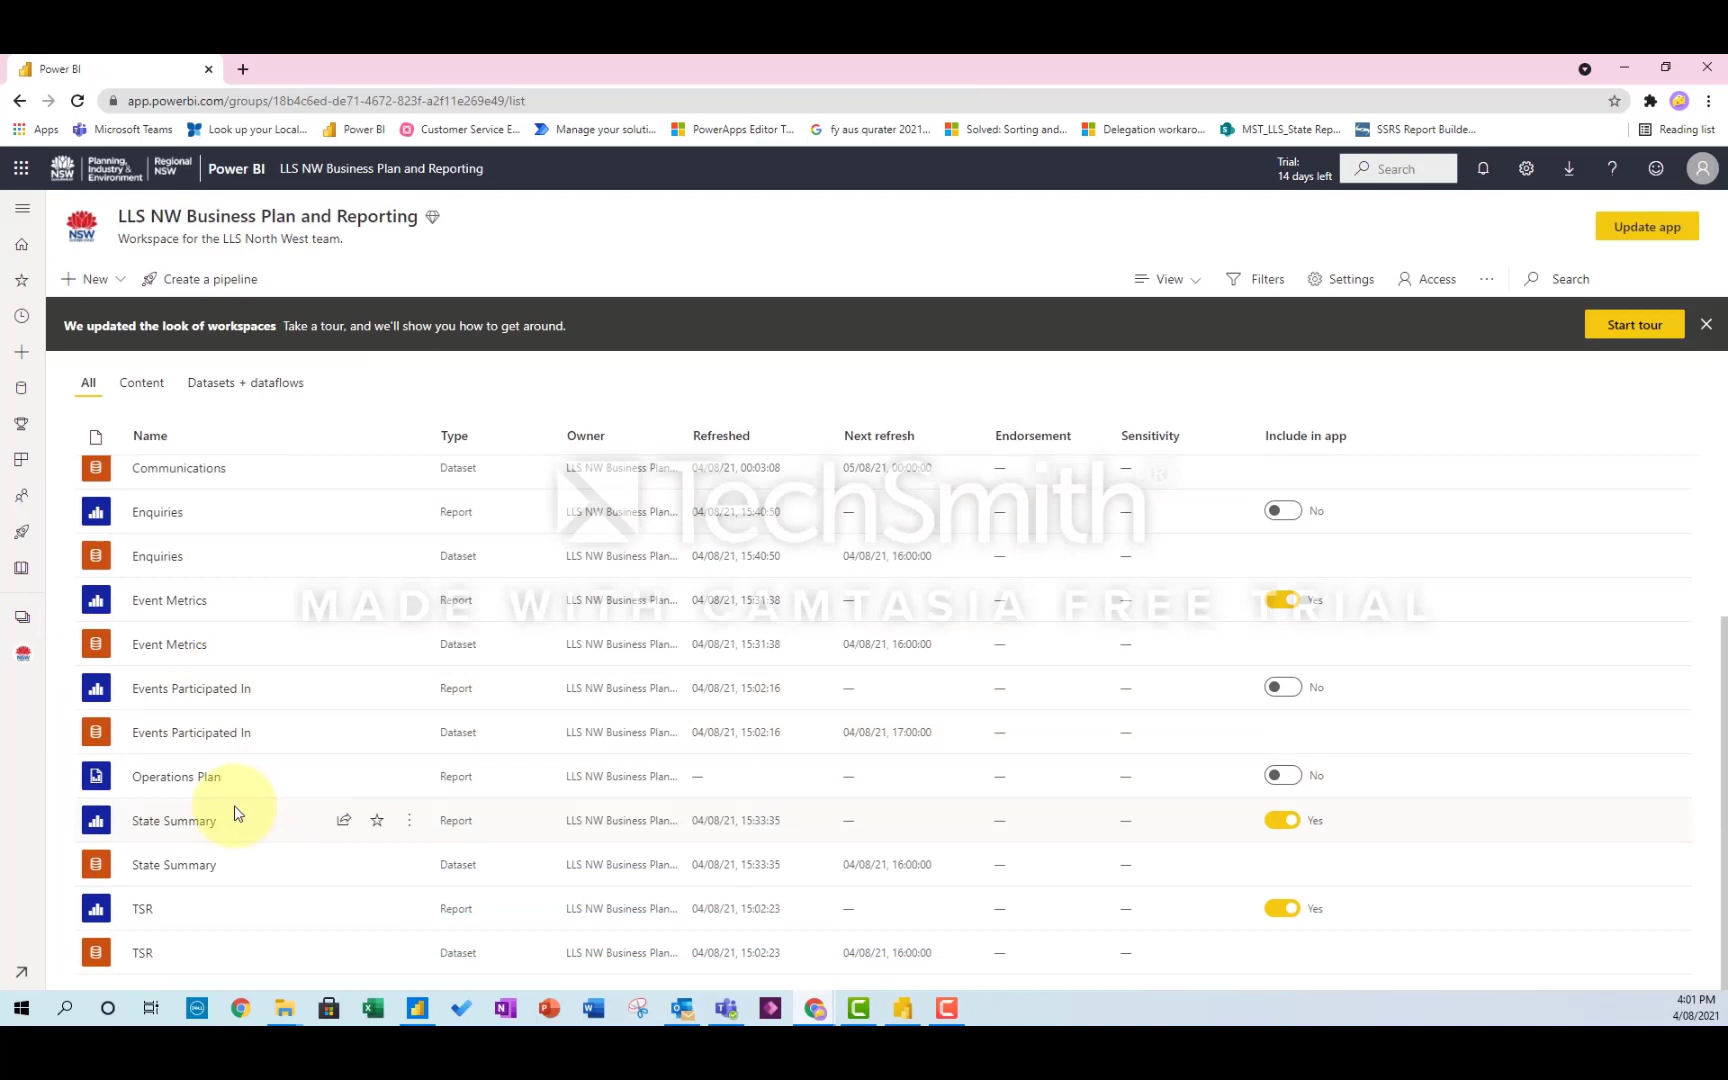 Power BI
app.powerbi.com/groups/18b4c6ed-de71-4672-823f-a2f11e269e49/list
Apps Microsoft Teams Look up your Local... Power BI Customer Service E... Manage your soluti... PowerApps Editor T... fy aus qurater 2021... Solved: Sorting and... Delegation workaro... MST_LLS_State Rep... SSRS Report Builde... Reading list
NSW Planning, Industry & Environment Regional NSW Power BI LLS NW Business Plan and Reporting Trial: 14 days left Search
NSW LLS NW Business Plan and Reporting Update app
Workspace for the LLS North West team.
New Create a pipeline View Filters Settings Access ... Search
We updated the look of workspaces Take a tour, and we'll show you how to get around. Start tour
All Content Datasets + dataflows
Name Type Owner Refreshed Next refresh Endorsement Sensitivity Include in app
Communications Dataset LLS NW Business Plan... 04/08/21, 00:03:08 05/08/21, 00:00:00 — —
TechSmith®
Enquiries Report LLS NW Business Plan... 04/08/21, 15:40:50 — — — No
Enquiries Dataset LLS NW Business Plan... 04/08/21, 15:40:50 04/08/21, 16:00:00 — —
Event Metrics Report LLS NW Business Plan... 04/08/21, 15:31:38 — — — Yes
MADE WITH CAMTASIA FREE TRIAL
Event Metrics Dataset LLS NW Business Plan... 04/08/21, 15:31:38 04/08/21, 16:00:00 — —
Events Participated In Report LLS NW Business Plan... 04/08/21, 15:02:16 — — — No
Events Participated In Dataset LLS NW Business Plan... 04/08/21, 15:02:16 04/08/21, 17:00:00 — —
Operations Plan Report LLS NW Business Plan... — — — — No
State Summary Report LLS NW Business Plan... 04/08/21, 15:33:35 — — — Yes
State Summary Dataset LLS NW Business Plan... 04/08/21, 15:33:35 04/08/21, 16:00:00 — —
TSR Report LLS NW Business Plan... 04/08/21, 15:02:23 — — — Yes
TSR Dataset LLS NW Business Plan... 04/08/21, 15:02:23 04/08/21, 16:00:00 — —
4:01 PM
4/08/2021